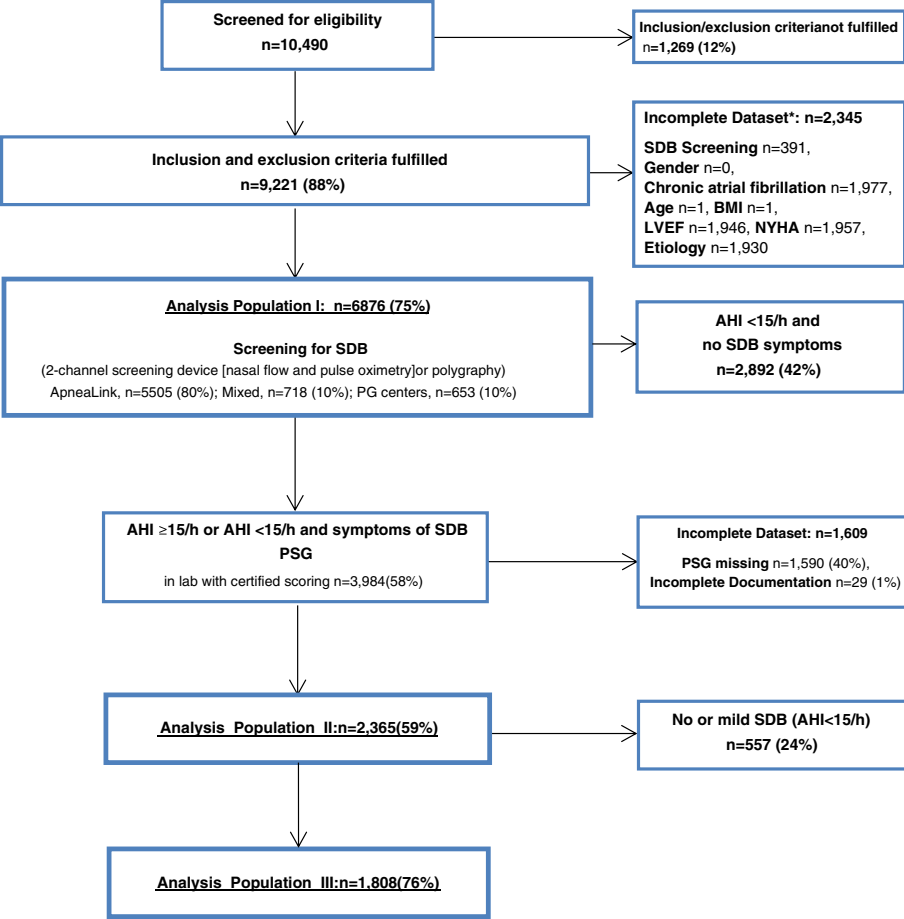 Screened for eligibility
n=10,490
Inclusion/exclusion criterianot fulfilled
n=1,269 (12%)
Inclusion and exclusion criteria fulfilled
n=9,221 (88%)
Incomplete Dataset*: n=2,345
SDB Screening n=391,
Gender n=0,
Chronic atrial fibrillation n=1,977,
Age n=1, BMI n=1,
LVEF n=1,946, NYHA n=1,957,
Etiology n=1,930
Analysis Population I: n=6876 (75%)
Screening for SDB
(2-channel screening device [nasal flow and pulse oximetry]or polygraphy)
ApneaLink, n=5505 (80%); Mixed, n=718 (10%); PG centers, n=653 (10%)
AHI <15/h and
no SDB symptoms
n=2,892 (42%)
AHI ≥15/h or AHI <15/h and symptoms of SDB
PSG
in lab with certified scoring n=3,984(58%)
Incomplete Dataset: n=1,609
PSG missing n=1,590 (40%),
Incomplete Documentation n=29 (1%)
Analysis Population II:n=2,365(59%)
No or mild SDB (AHI<15/h)
n=557 (24%)
Analysis Population III:n=1,808(76%)